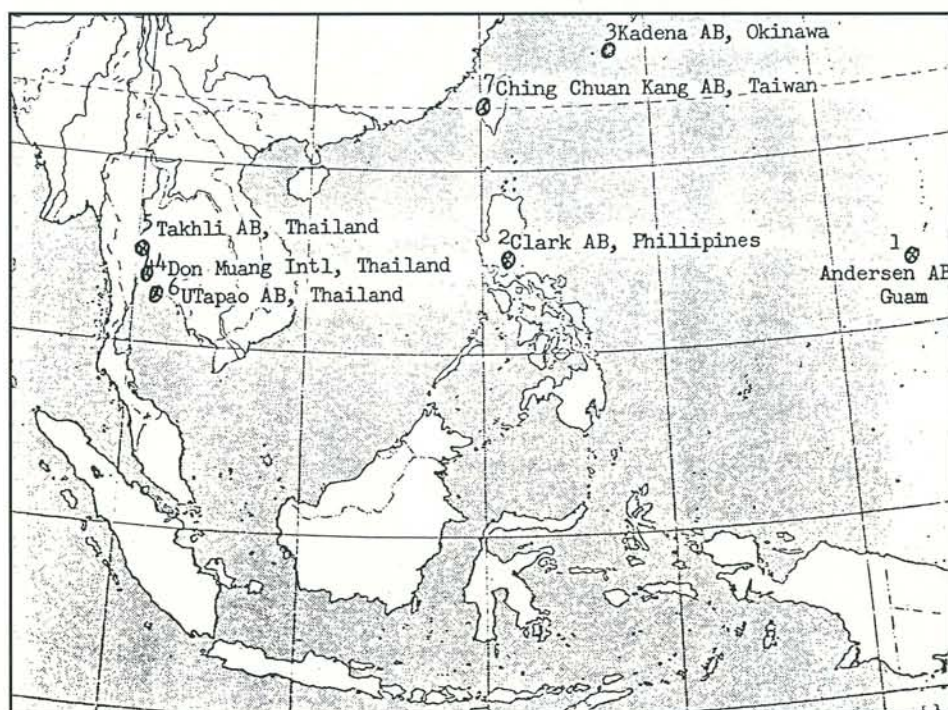 3Kadena AB, Okinawa
7Ching Chuan Kang AB, Taiwan
5Takhli AB, Thailand
4Don Muang Intl, Thailand
6UTapao AB, Thailand
2Clark AB, Phillipines
1
Andersen AB
Guam